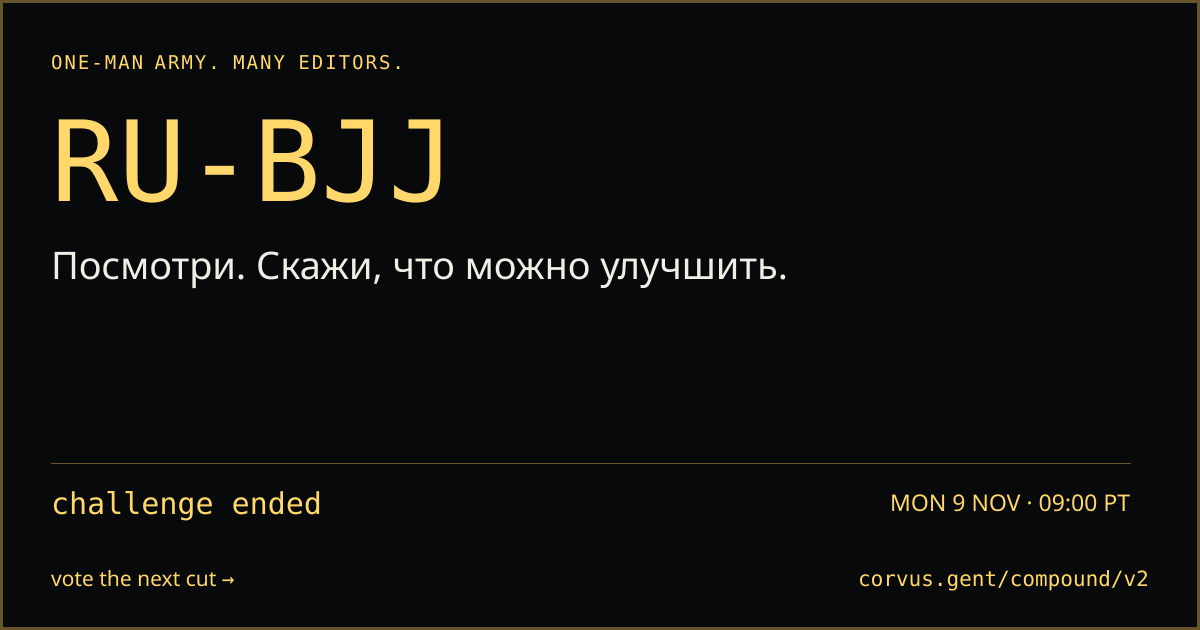 ONE-MAN ARMY. MANY EDITORS.
RU-BJJ
Посмотри. Скажи, что можно улучшить.
challenge ended
MON 9 NOV · 09:00 PT
vote the next cut →
corvus.gent/compound/v2